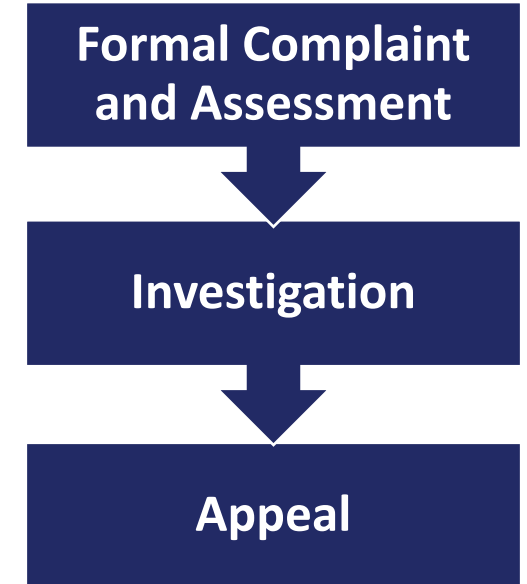 Formal Complaint
and Assessment
Investigation
Appeal